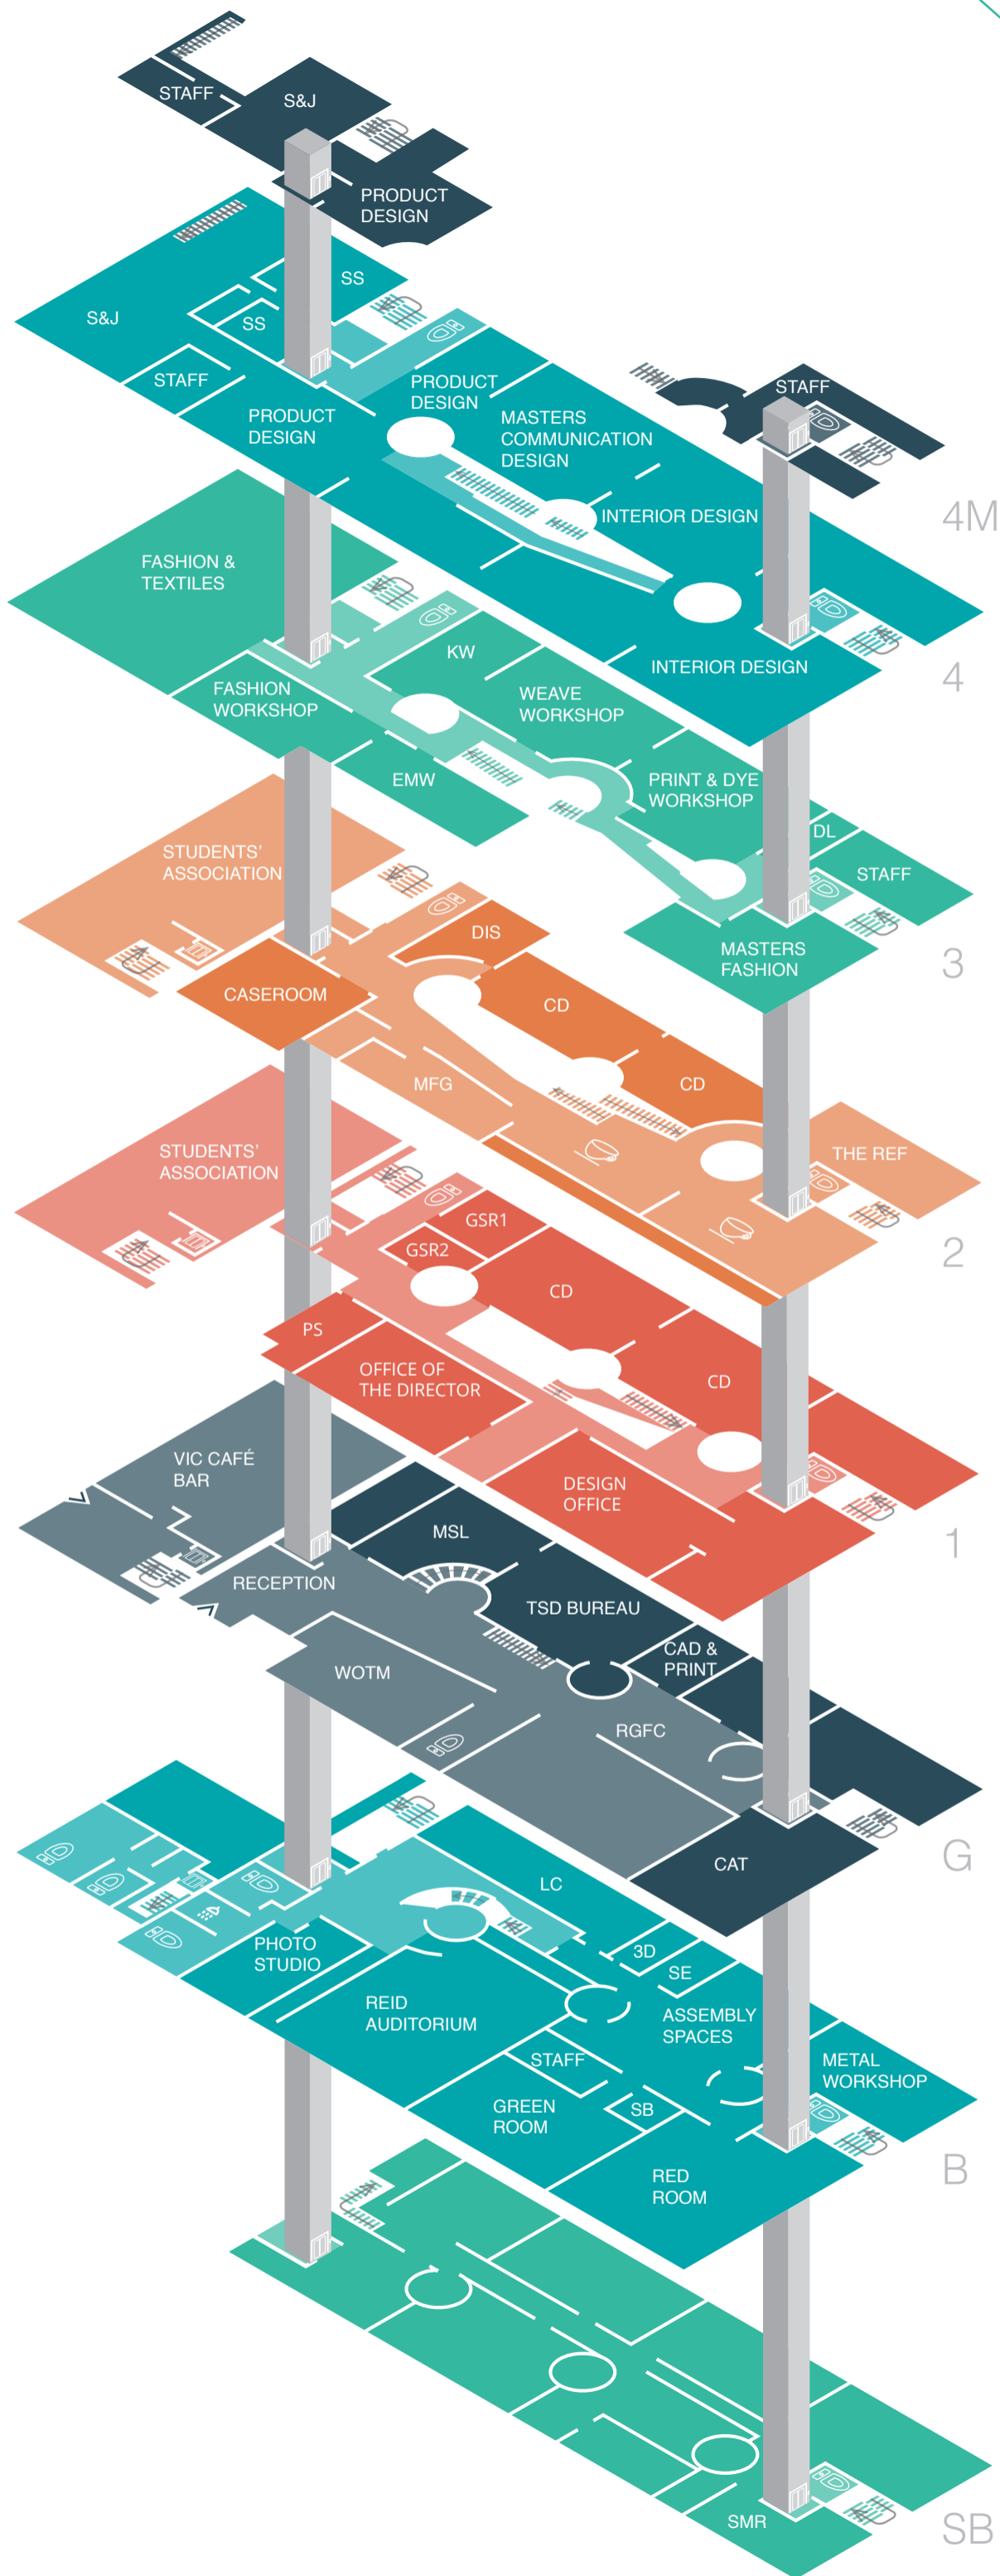 STAFF
S&J
PRODUCT
DESIGN
SS
S&J
SS
STAFF
PRODUCT
DESIGN
PRODUCT
DESIGN
MASTERS
COMMUNICATION
DESIGN
INTERIOR DESIGN
INTERIOR DESIGN
STAFF
4M
4
FASHION &
TEXTILES
KW
FASHION
WORKSHOP
WEAVE
WORKSHOP
EMW
PRINT & DYE
WORKSHOP
DL
STAFF
MASTERS
FASHION
3
STUDENTS'
ASSOCIATION
DIS
CASEROOM
CD
MFG
CD
THE REF
2
STUDENTS'
ASSOCIATION
GSR1
GSR2
CD
PS
OFFICE OF
THE DIRECTOR
CD
DESIGN
OFFICE
1
VIC CAFÉ
BAR
MSL
RECEPTION
TSD BUREAU
CAD &
PRINT
WOTM
RGFC
CAT
G
LC
PHOTO
STUDIO
3D
SE
REID
AUDITORIUM
ASSEMBLY
SPACES
STAFF
METAL
WORKSHOP
GREEN
ROOM
SB
RED
ROOM
B
SMR
SB